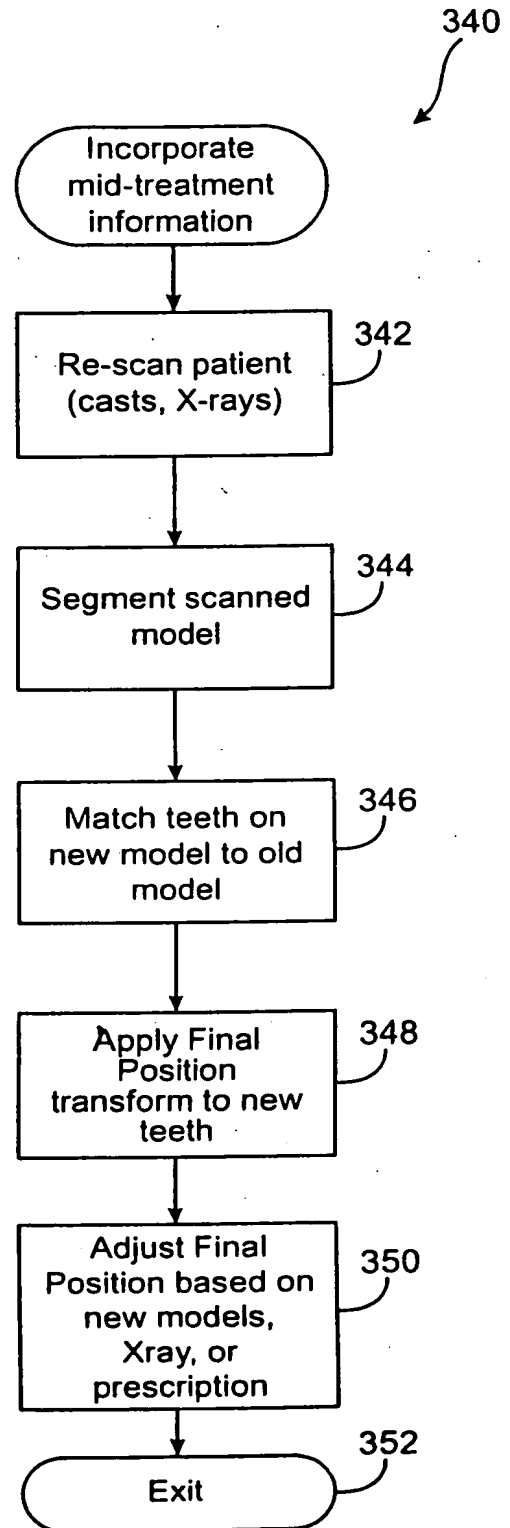 340
Incorporate
mid-treatment
information
342
Re-scan patient
(casts, X-rays)
344
Segment scanned
model
346
Match teeth on
new model to old
model
348
Apply Final
Position
transform to new
teeth
350
Adjust Final
Position based on
new models,
Xray, or
prescription
352
Exit